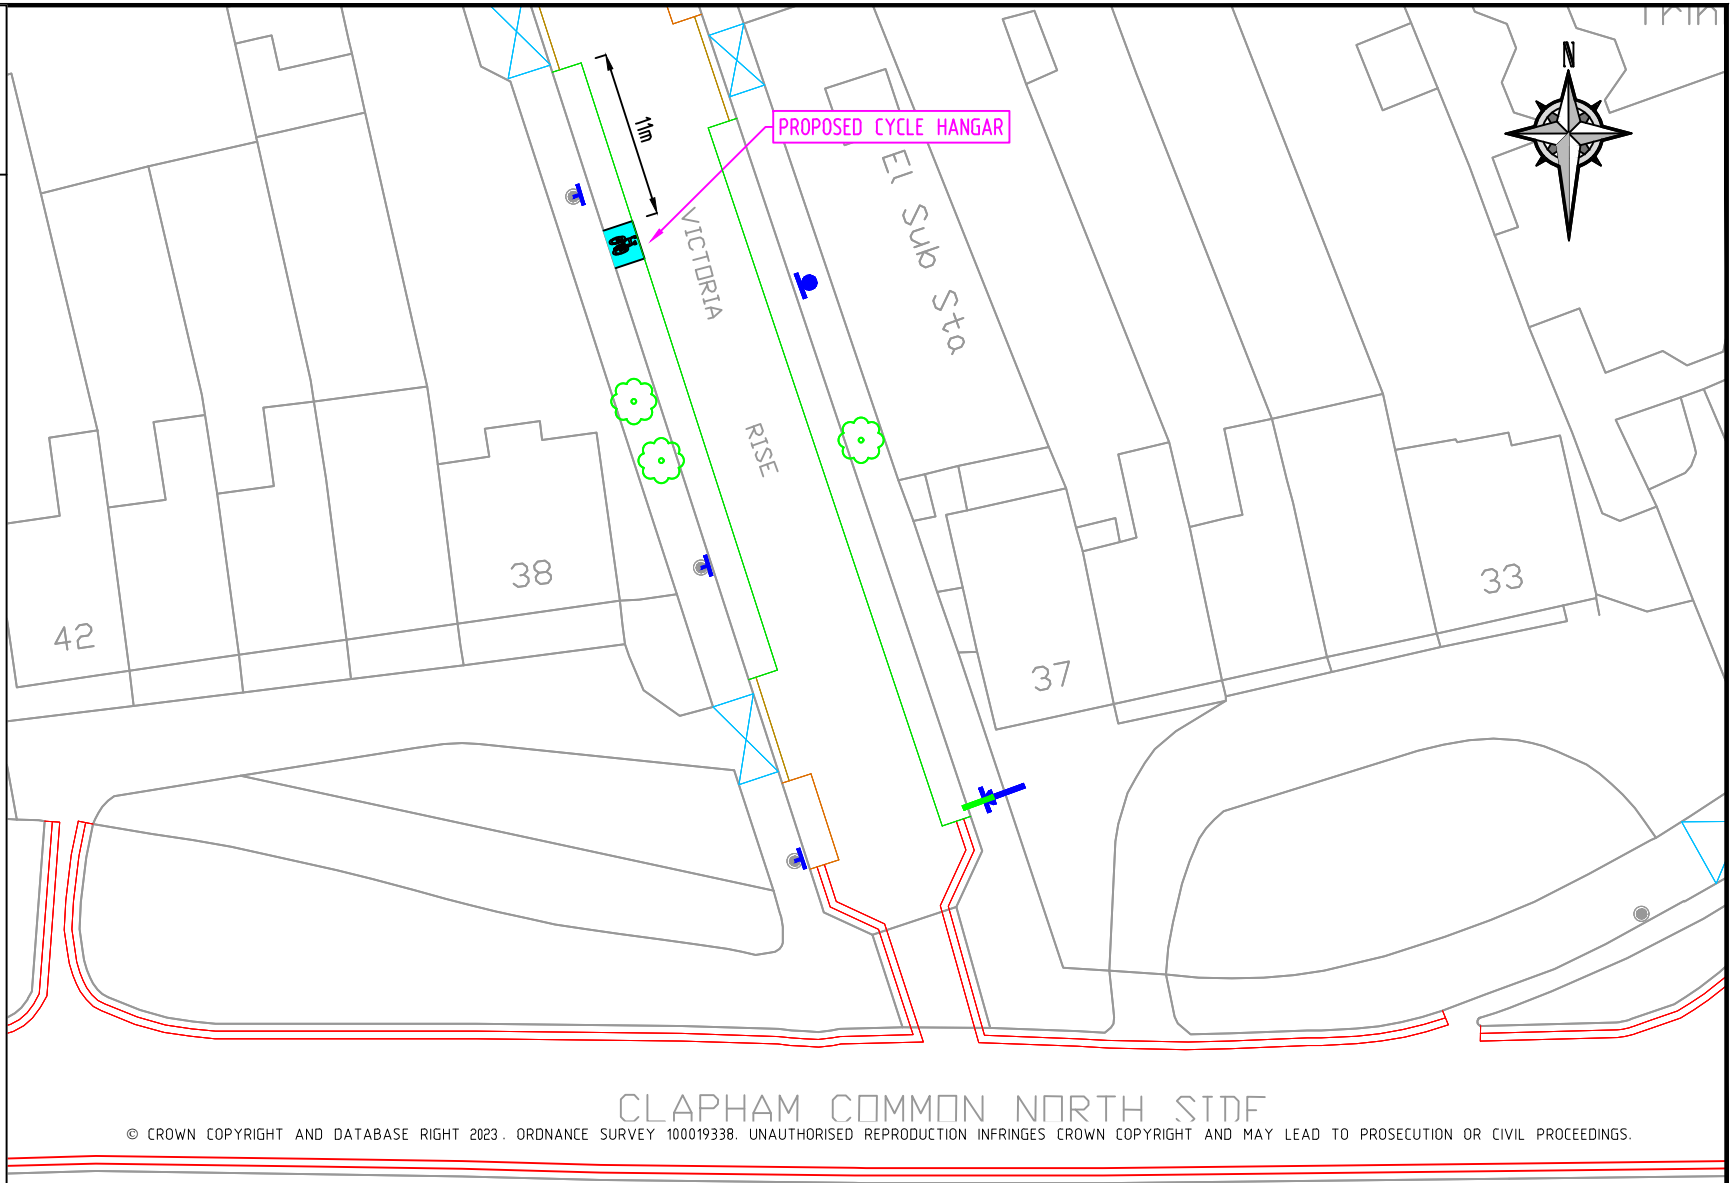 N
11m
PROPOSED CYCLE HANGAR
El Sub Sta
VICTORIA
RISE
38
42
33
37
CLAPHAM COMMON NORTH SIDE
© CROWN COPYRIGHT AND DATABASE RIGHT 2023. ORDNANCE SURVEY 100019338. UNAUTHORISED REPRODUCTION INFRINGES CROWN COPYRIGHT AND MAY LEAD TO PROSECUTION OR CIVIL PROCEEDINGS.